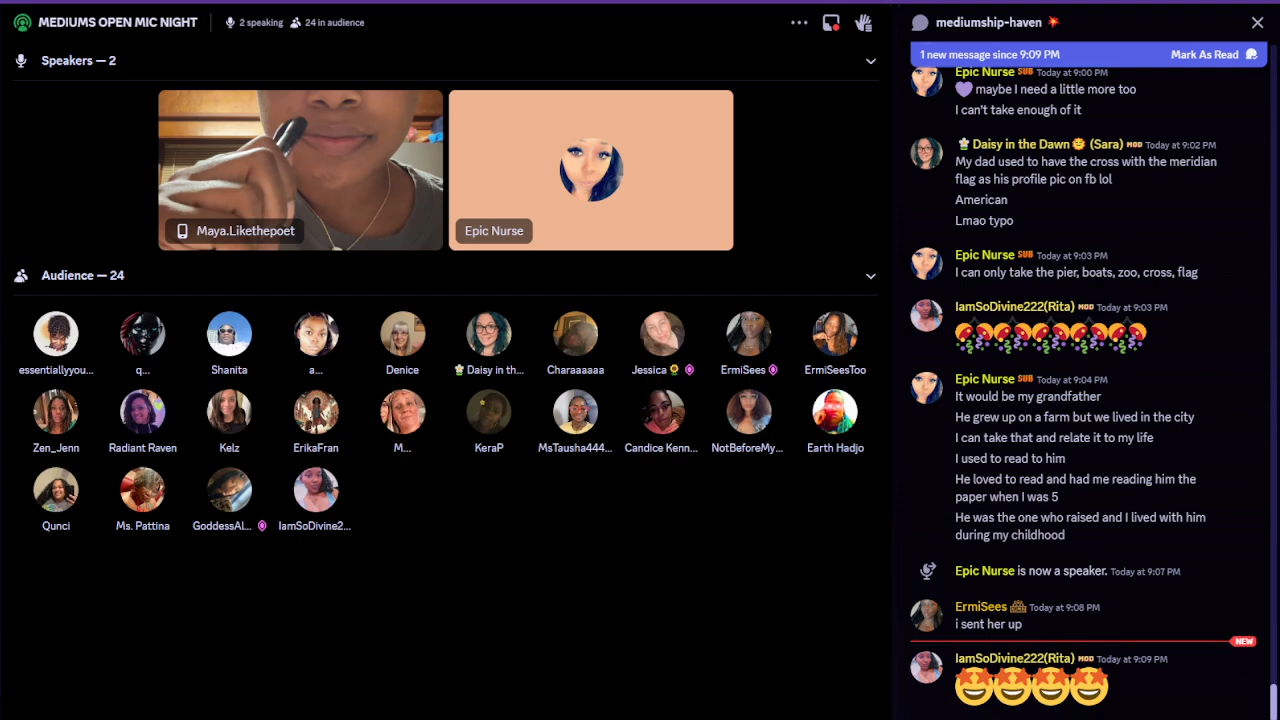 MEDIUMS OPEN MIC NIGHT
2 speaking
24 in audience
Speakers — 2
Maya.Likethepoet
Epic Nurse
Audience — 24
essentiallyyou...
q...
Shanita
a...
Denice
Daisy in th...
Charaaaaaa
Jessica
ErmiSees
ErmiSeesToo
Zen_Jenn
Radiant Raven
Kelz
ErikaFran
M...
KeraP
MsTausha444...
Candice Kenn...
NotBeforeMy...
Earth Hadjo
Qunci
Ms. Pattina
GoddessAl...
IamSoDivine2...
mediumship-haven
1 new message since 9:09 PM
Mark As Read
Epic Nurse SUB Today at 9:00 PM
maybe I need a little more too
I can't take enough of it
Daisy in the Dawn (Sara) MOD Today at 9:02 PM
My dad used to have the cross with the meridian
flag as his profile pic on fb lol
American
Lmao typo
Epic Nurse SUB Today at 9:03 PM
I can only take the pier, boats, zoo, cross, flag
IamSoDivine222(Rita) MOD Today at 9:03 PM
Epic Nurse SUB Today at 9:04 PM
It would be my grandfather
He grew up on a farm but we lived in the city
I can take that and relate it to my life
I used to read to him
He loved to read and had me reading him the
paper when I was 5
He was the one who raised and I lived with him
during my childhood
Epic Nurse is now a speaker. Today at 9:07 PM
ErmiSees Today at 9:08 PM
i sent her up
NEW
IamSoDivine222(Rita) MOD Today at 9:09 PM